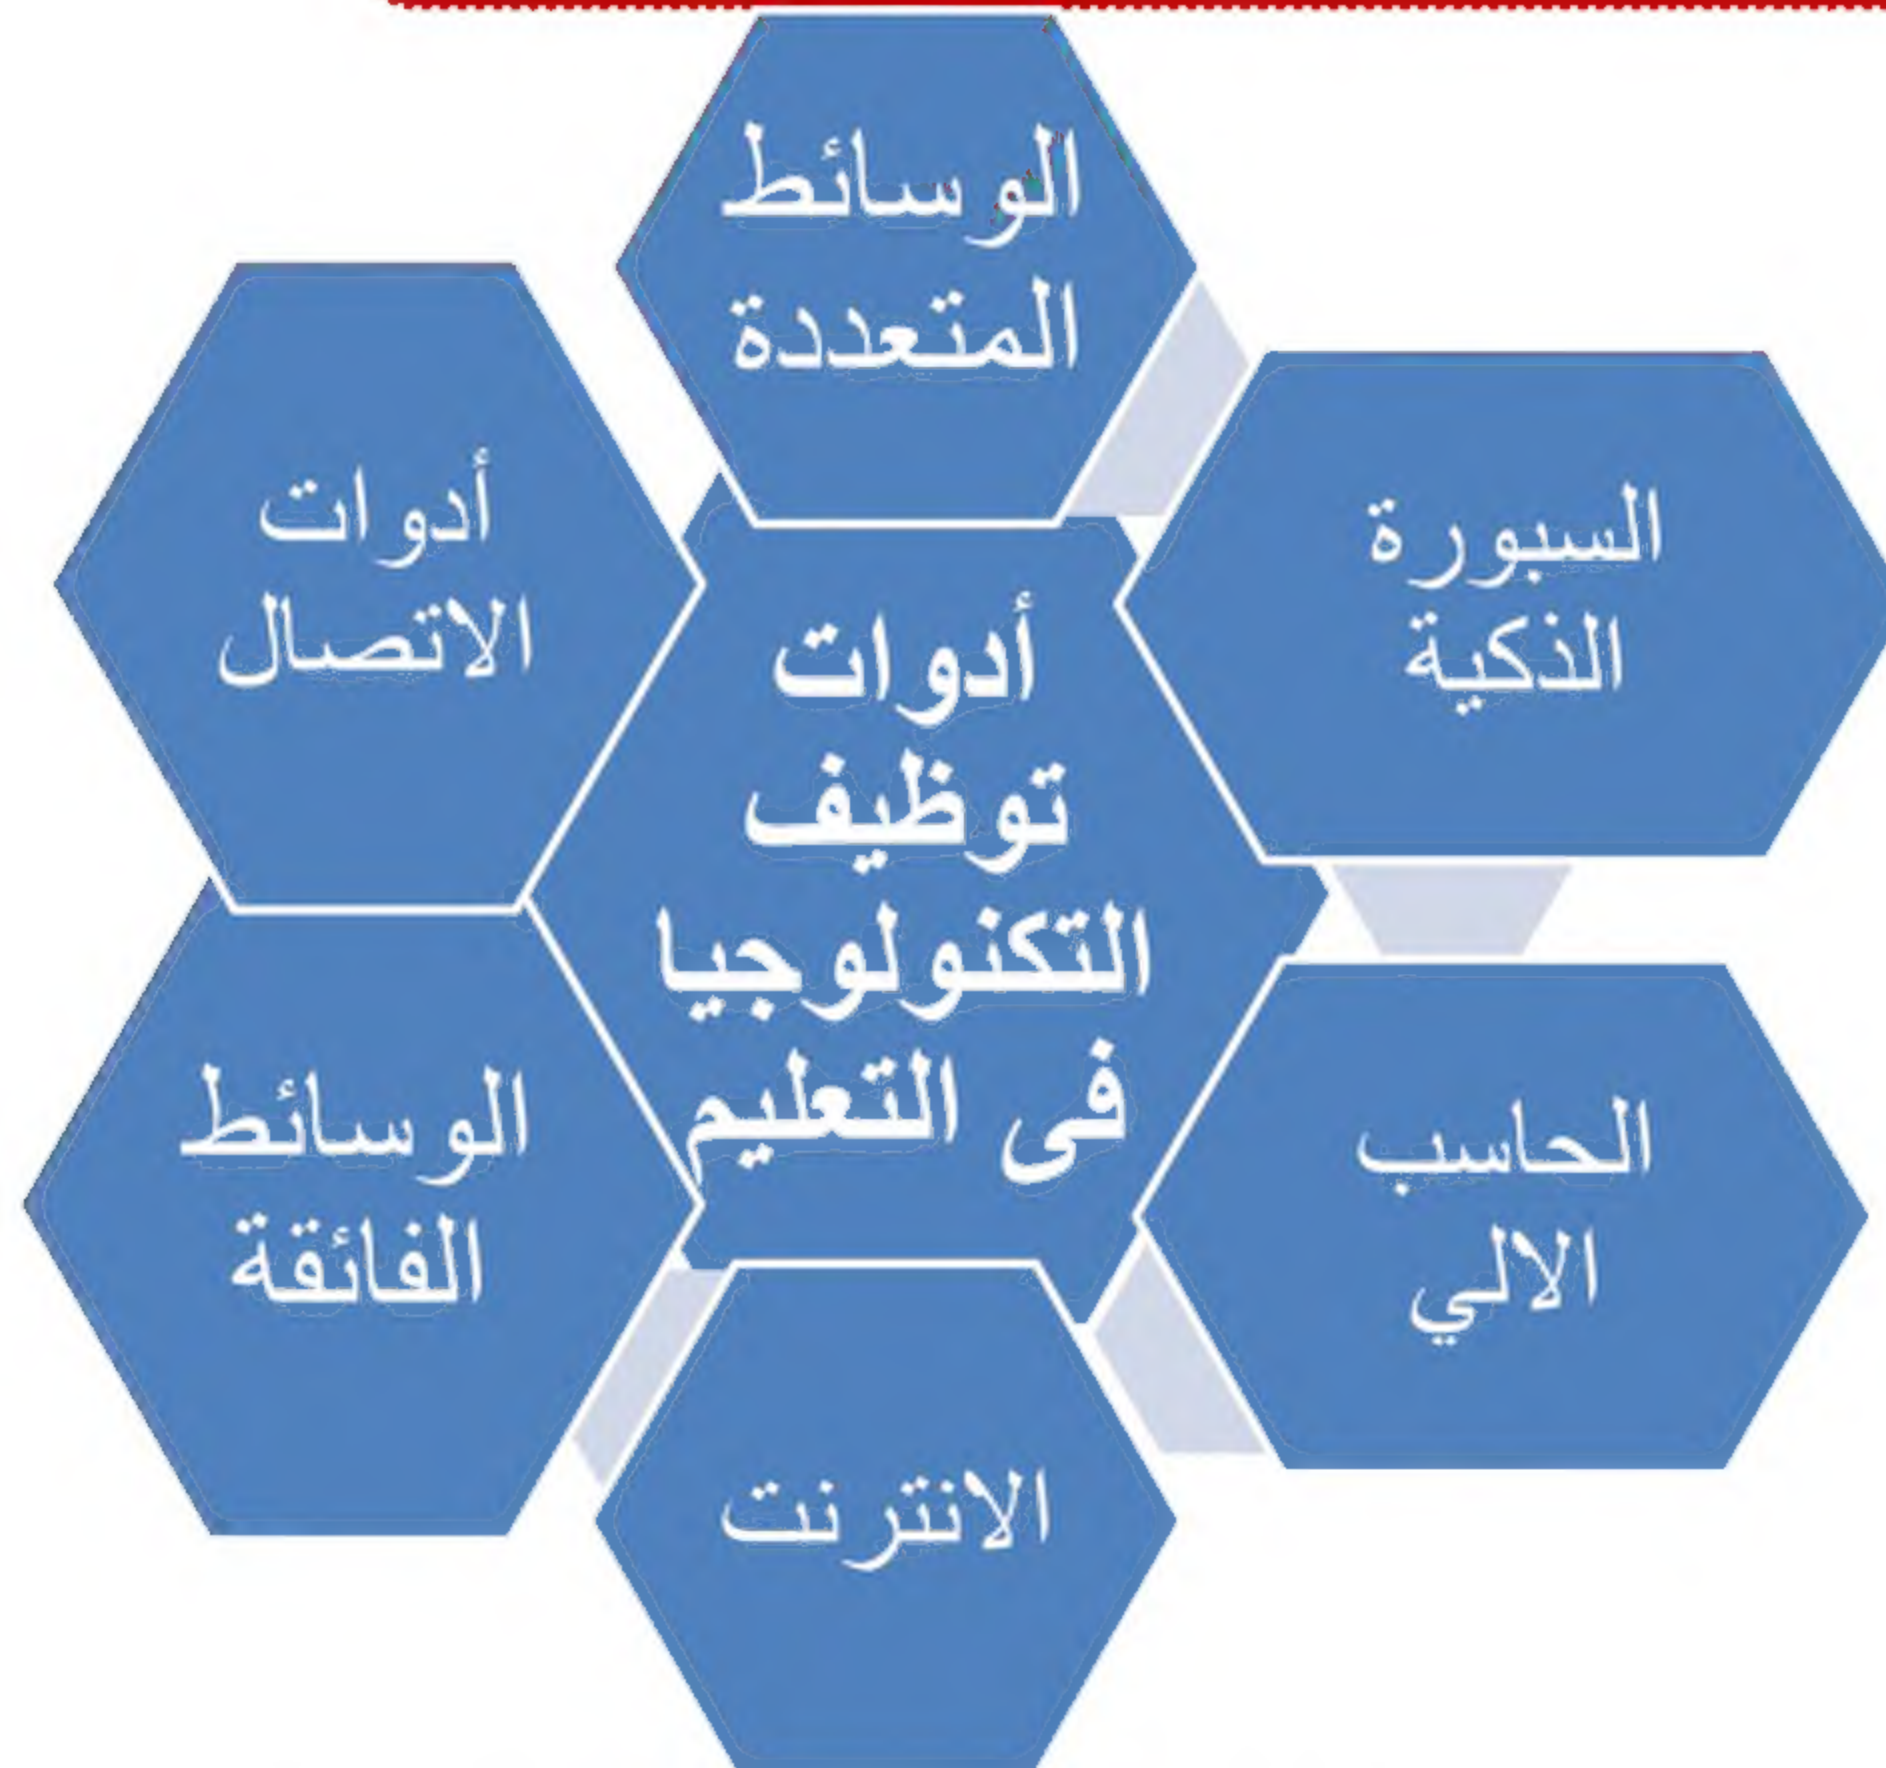 الوسائط
المتعددة
السبورة
الذكية
أدوات
الاتصال
أدوات
توظيف
التكنولوجيا
فى التعليم
الحاسب
الالي
الوسائط
الفائقة
الانترنت